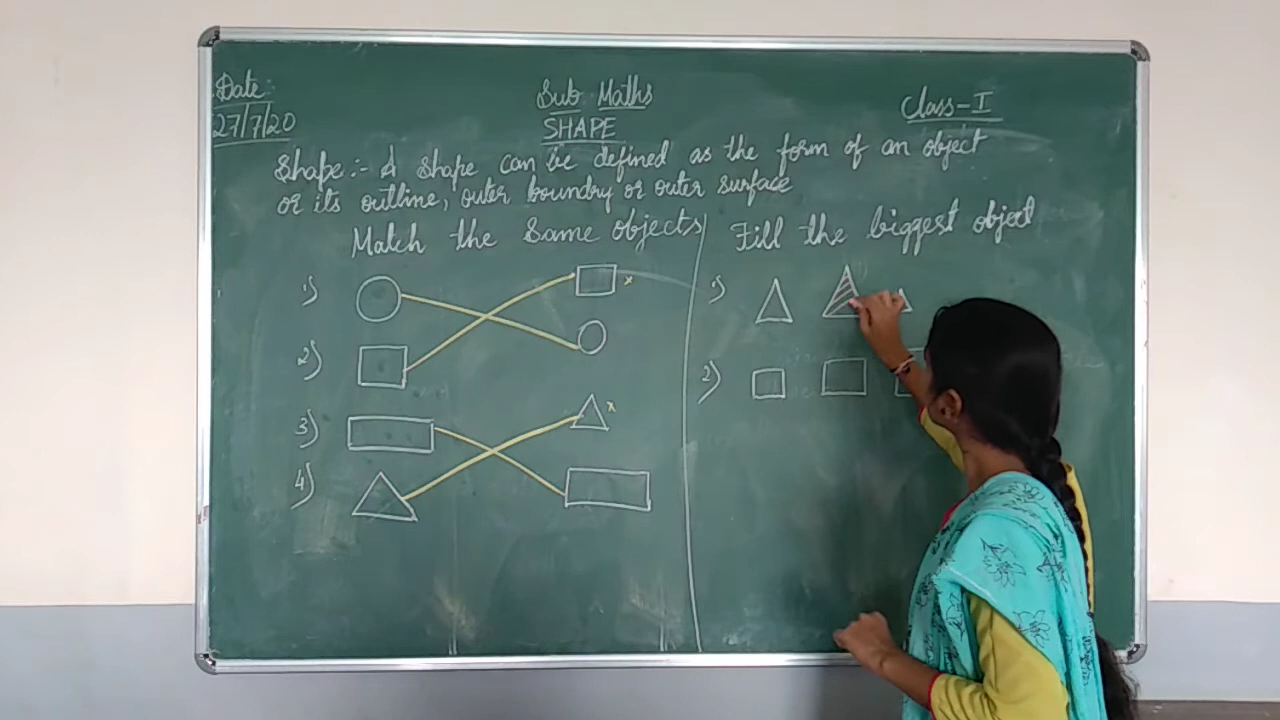 Date:
27/7/20
Sub Maths
SHAPE
Class-I
Shape:- A shape can be defined as the form of an object
or its outline, outer boundry or outer surface
Match the Same objects
1)
2)
3)
4)
Fill the biggest object
1)
2)